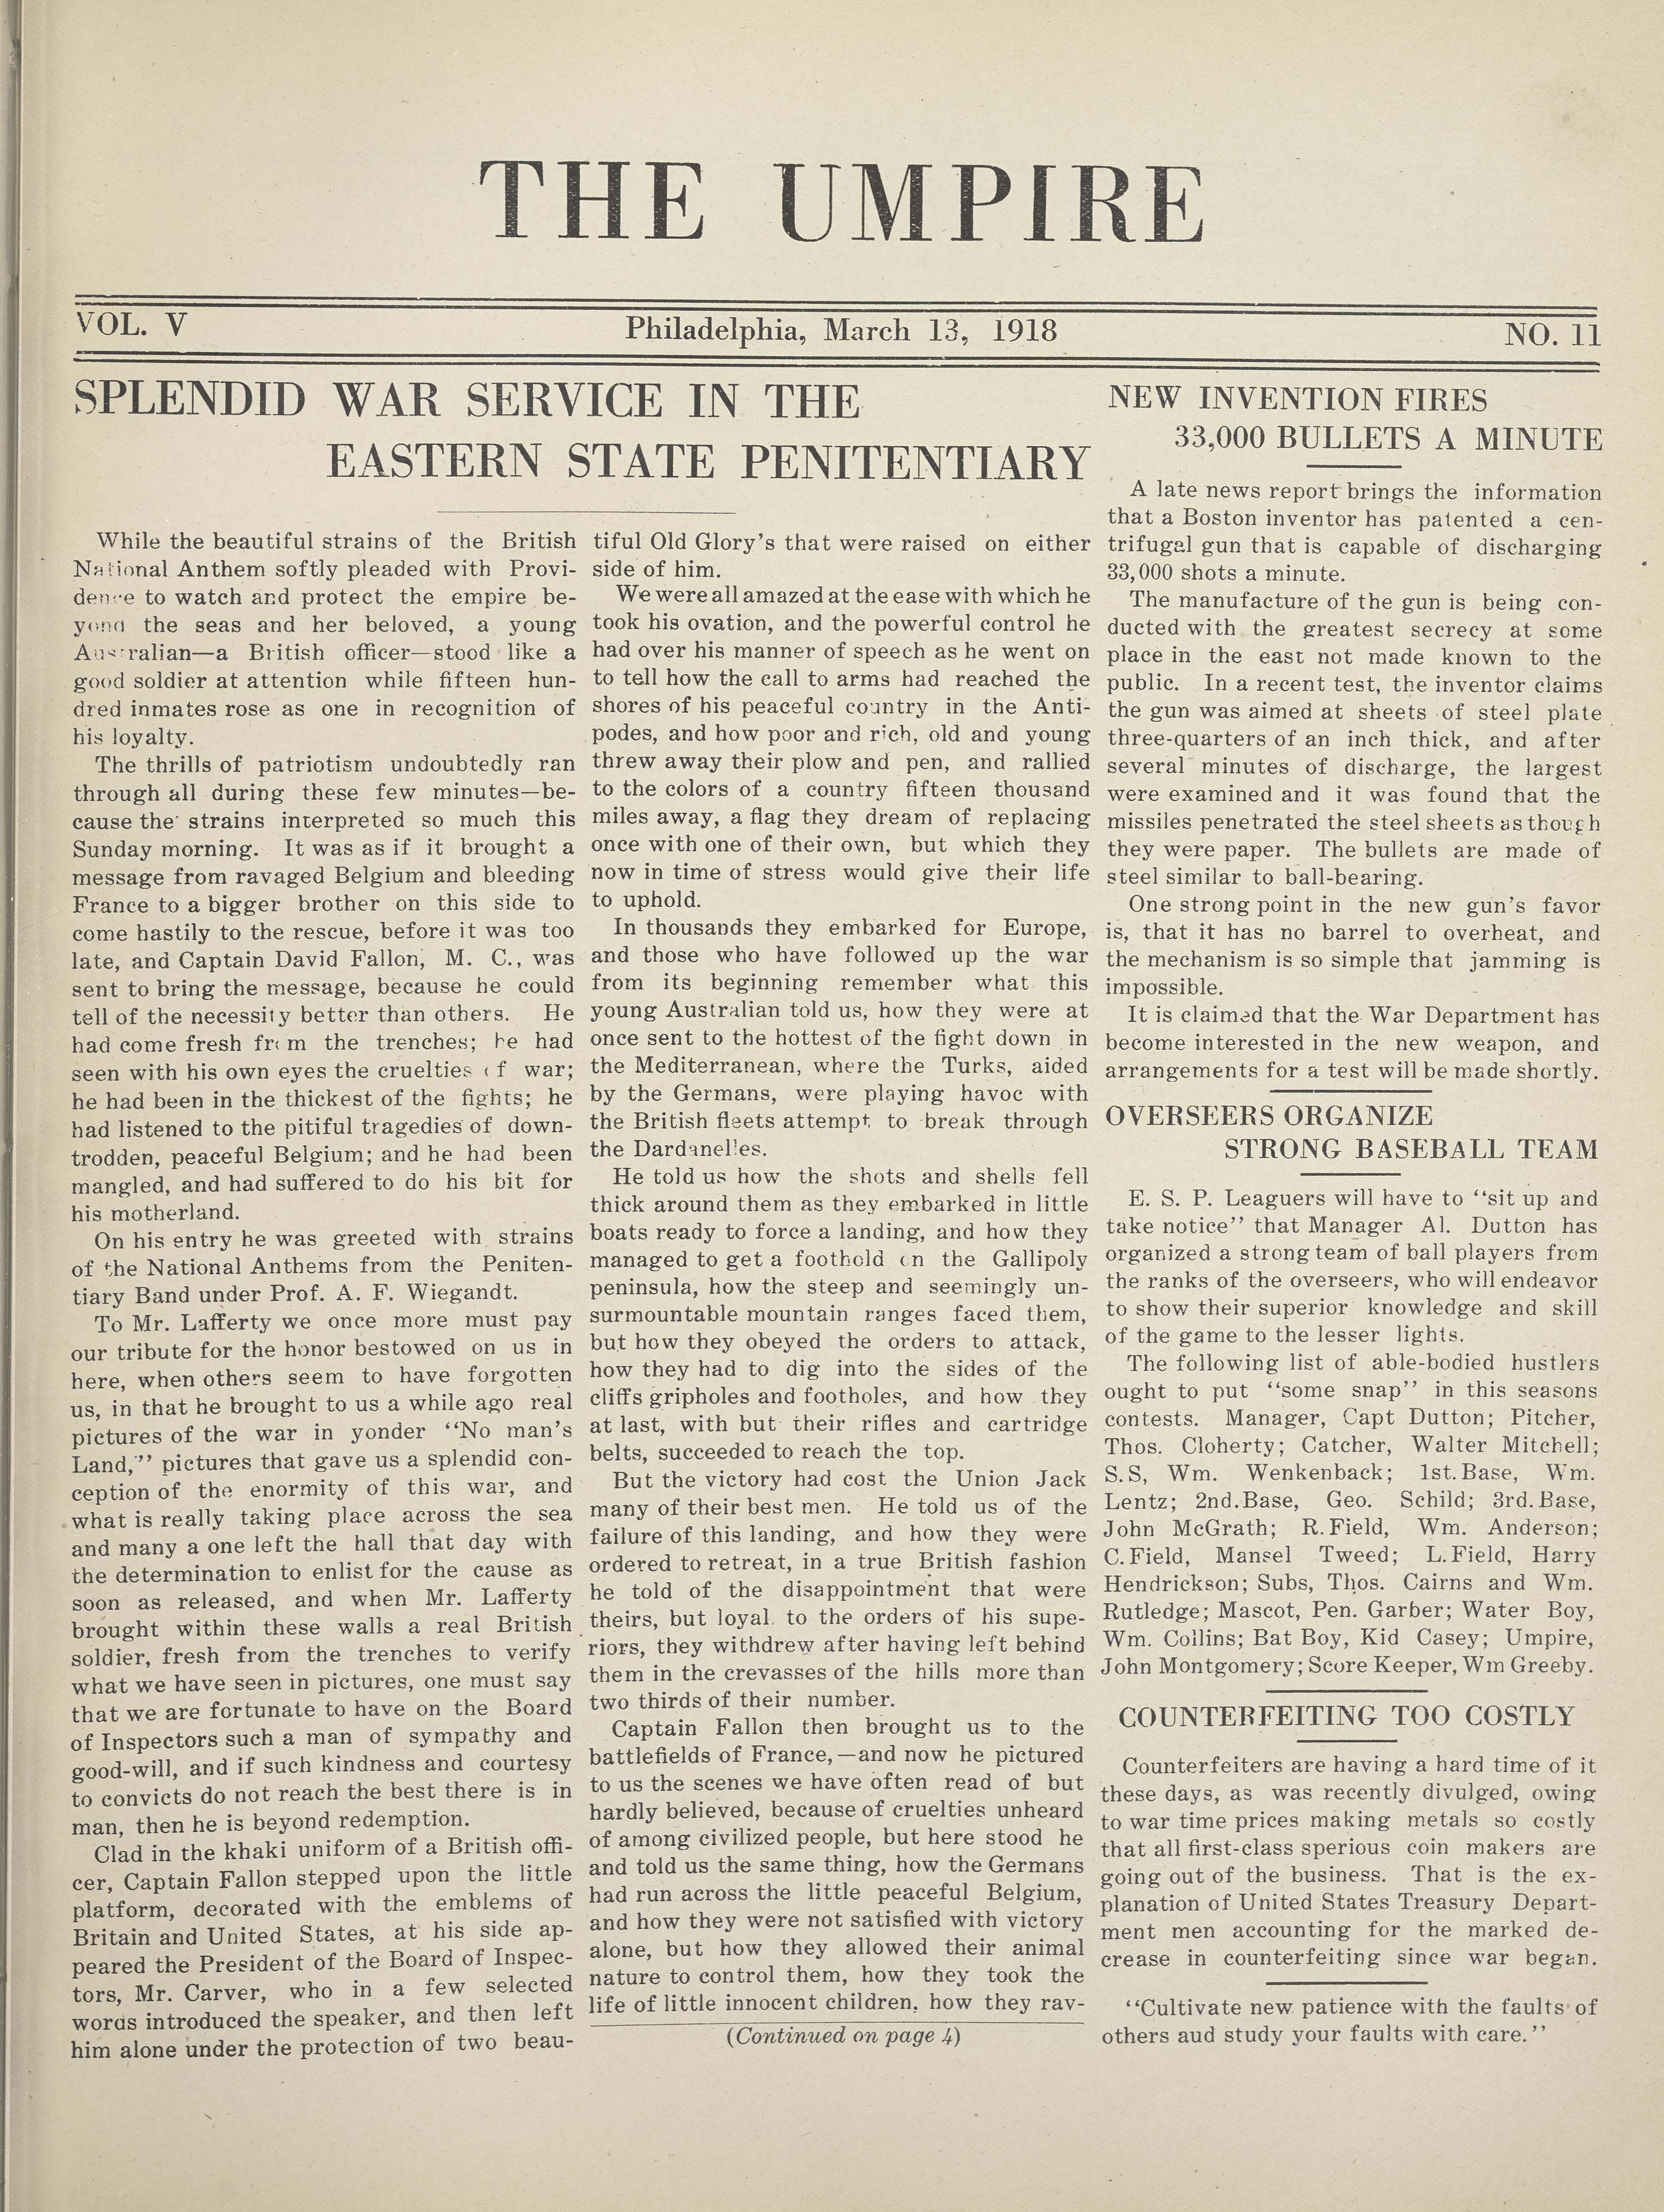 THE UMPIRE
VOL. V
Philadelphia, March 13, 1918
NO. 11
SPLENDID WAR SERVICE IN THE
EASTERN STATE PENITENTIARY
While the beautiful strains of the British
National Anthem softly pleaded with Provi-
dence to watch and protect the empire be-
yond the seas and her beloved, a young
Australian—a British officer—stood like a
good soldier at attention while fifteen hun-
dred inmates rose as one in recognition of
his loyalty.
The thrills of patriotism undoubtedly ran
through all during these few minutes—be-
cause the strains interpreted so much this
Sunday morning. It was as if it brought a
message from ravaged Belgium and bleeding
France to a bigger brother on this side to
come hastily to the rescue, before it was too
late, and Captain David Fallon, M. C., was
sent to bring the message, because he could
tell of the necessity better than others. He
had come fresh from the trenches; he had
seen with his own eyes the cruelties of war;
he had been in the thickest of the fights; he
had listened to the pitiful tragedies of down-
trodden, peaceful Belgium; and he had been
mangled, and had suffered to do his bit for
his motherland.
On his entry he was greeted with strains
of the National Anthems from the Peniten-
tiary Band under Prof. A. F. Wiegandt.
To Mr. Lafferty we once more must pay
our tribute for the honor bestowed on us in
here, when others seem to have forgotten
us, in that he brought to us a while ago real
pictures of the war in yonder "No man's
Land," pictures that gave us a splendid con-
ception of the enormity of this war, and
what is really taking place across the sea
and many a one left the hall that day with
the determination to enlist for the cause as
soon as released, and when Mr. Lafferty
brought within these walls a real British
soldier, fresh from the trenches to verify
what we have seen in pictures, one must say
that we are fortunate to have on the Board
of Inspectors such a man of sympathy and
good-will, and if such kindness and courtesy
to convicts do not reach the best there is in
man, then he is beyond redemption.
Clad in the khaki uniform of a British offi-
cer, Captain Fallon stepped upon the little
platform, decorated with the emblems of
Britain and United States, at his side ap-
peared the President of the Board of Inspec-
tors, Mr. Carver, who in a few selected
words introduced the speaker, and then left
him alone under the protection of two beau-
tiful Old Glory's that were raised on either
side of him.
We were all amazed at the ease with which he
took his ovation, and the powerful control he
had over his manner of speech as he went on
to tell how the call to arms had reached the
shores of his peaceful country in the Anti-
podes, and how poor and rich, old and young
threw away their plow and pen, and rallied
to the colors of a country fifteen thousand
miles away, a flag they dream of replacing
once with one of their own, but which they
now in time of stress would give their life
to uphold.
In thousands they embarked for Europe,
and those who have followed up the war
from its beginning remember what this
young Australian told us, how they were at
once sent to the hottest of the fight down in
the Mediterranean, where the Turks, aided
by the Germans, were playing havoc with
the British fleets attempt to break through
the Dardanelles.
He told us how the shots and shells fell
thick around them as they embarked in little
boats ready to force a landing, and how they
managed to get a foothold on the Gallipoly
peninsula, how the steep and seemingly un-
surmountable mountain ranges faced them,
but how they obeyed the orders to attack,
how they had to dig into the sides of the
cliffs gripholes and footholes, and how they
at last, with but their rifles and cartridge
belts, succeeded to reach the top.
But the victory had cost the Union Jack
many of their best men. He told us of the
failure of this landing, and how they were
ordered to retreat, in a true British fashion
he told of the disappointment that were
theirs, but loyal to the orders of his supe-
riors, they withdrew after having left behind
them in the crevasses of the hills more than
two thirds of their number.
Captain Fallon then brought us to the
battlefields of France,—and now he pictured
to us the scenes we have often read of but
hardly believed, because of cruelties unheard
of among civilized people, but here stood he
and told us the same thing, how the Germans
had run across the little peaceful Belgium,
and how they were not satisfied with victory
alone, but how they allowed their animal
nature to control them, how they took the
life of little innocent children, how they rav-
(Continued on page 4)
NEW INVENTION FIRES
33,000 BULLETS A MINUTE
A late news report brings the information
that a Boston inventor has patented a cen-
trifugal gun that is capable of discharging
33,000 shots a minute.
The manufacture of the gun is being con-
ducted with the greatest secrecy at some
place in the east not made known to the
public. In a recent test, the inventor claims
the gun was aimed at sheets of steel plate
three-quarters of an inch thick, and after
several minutes of discharge, the largest
were examined and it was found that the
missiles penetrated the steel sheets as though
they were paper. The bullets are made of
steel similar to ball-bearing.
One strong point in the new gun's favor
is, that it has no barrel to overheat, and
the mechanism is so simple that jamming is
impossible.
It is claimed that the War Department has
become interested in the new weapon, and
arrangements for a test will be made shortly.
OVERSEERS ORGANIZE
STRONG BASEBALL TEAM
E. S. P. Leaguers will have to "sit up and
take notice" that Manager Al. Dutton has
organized a strong team of ball players from
the ranks of the overseers, who will endeavor
to show their superior knowledge and skill
of the game to the lesser lights.
The following list of able-bodied hustlers
ought to put "some snap" in this seasons
contests. Manager, Capt Dutton; Pitcher,
Thos. Cloherty; Catcher, Walter Mitchell;
S.S, Wm. Wenkenback; 1st. Base, Wm.
Lentz; 2nd. Base, Geo. Schild; 3rd. Base,
John McGrath; R. Field, Wm. Anderson;
C. Field, Mansel Tweed; L. Field, Harry
Hendrickson; Subs, Thos. Cairns and Wm.
Rutledge; Mascot, Pen. Garber; Water Boy,
Wm. Collins; Bat Boy, Kid Casey; Umpire,
John Montgomery; Score Keeper, Wm Greeby.
COUNTERFEITING TOO COSTLY
Counterfeiters are having a hard time of it
these days, as was recently divulged, owing
to war time prices making metals so costly
that all first-class sperious coin makers are
going out of the business. That is the ex-
planation of United States Treasury Depart-
ment men accounting for the marked de-
crease in counterfeiting since war began.
"Cultivate new patience with the faults of
others aud study your faults with care."